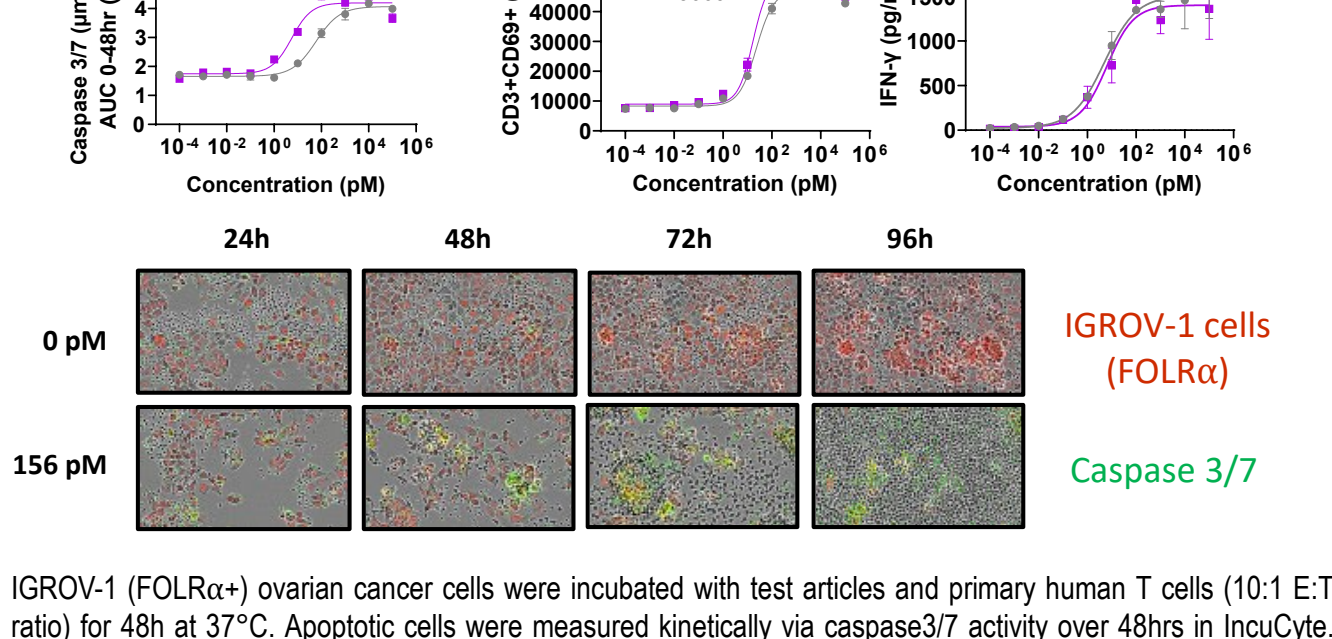 Caspase 3/7 (μm
AUC 0-48hr (
4
3
2
1
0
10-4 10-2 100 102 104 106
Concentration (pM)
CD3+CD69+ (
40000
30000
20000
10000
0
10-4 10-2 100 102 104 106
Concentration (pM)
IFN-γ (pg/
1500
1000
500
0
10-4 10-2 100 102 104 106
Concentration (pM)
24h 48h 72h 96h
0 pM
156 pM
IGROV-1 cells
(FOLRα)
Caspase 3/7
IGROV-1 (FOLRα+) ovarian cancer cells were incubated with test articles and primary human T cells (10:1 E:T
ratio) for 48h at 37°C. Apoptotic cells were measured kinetically via caspase3/7 activity over 48hrs in IncuCyte.